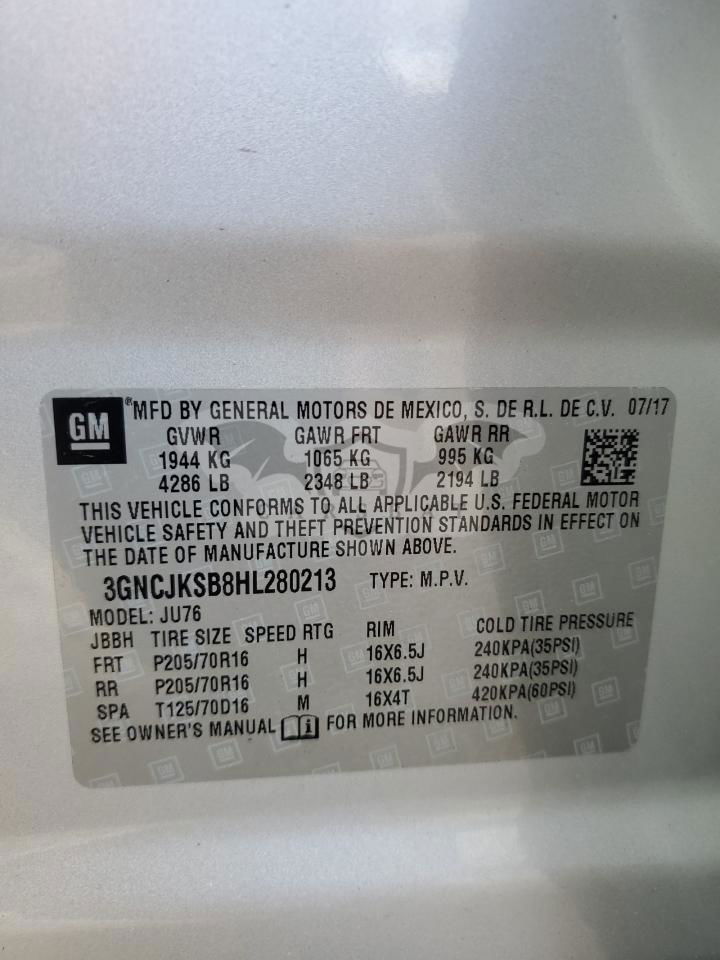 GM ®MFD BY GENERAL MOTORS DE MEXICO, S. DE R.L. DE C.V. 07/17
GVWR GAWR FRT GAWR RR
1944 KG 1065 KG 995 KG
4286 LB 2348 LB 2194 LB
THIS VEHICLE CONFORMS TO ALL APPLICABLE U.S. FEDERAL MOTOR
VEHICLE SAFETY AND THEFT PREVENTION STANDARDS IN EFFECT ON
THE DATE OF MANUFACTURE SHOWN ABOVE.
3GNCJKSB8HL280213 TYPE: M.P.V.
MODEL: JU76
JBBH TIRE SIZE SPEED RTG RIM COLD TIRE PRESSURE
FRT P205/70R16 H 16X6.5J 240KPA(35PSI)
RR P205/70R16 H 16X6.5J 240KPA(35PSI)
SPA T125/70D16 M 16X4T 420KPA(60PSI)
SEE OWNER'S MANUAL FOR MORE INFORMATION.